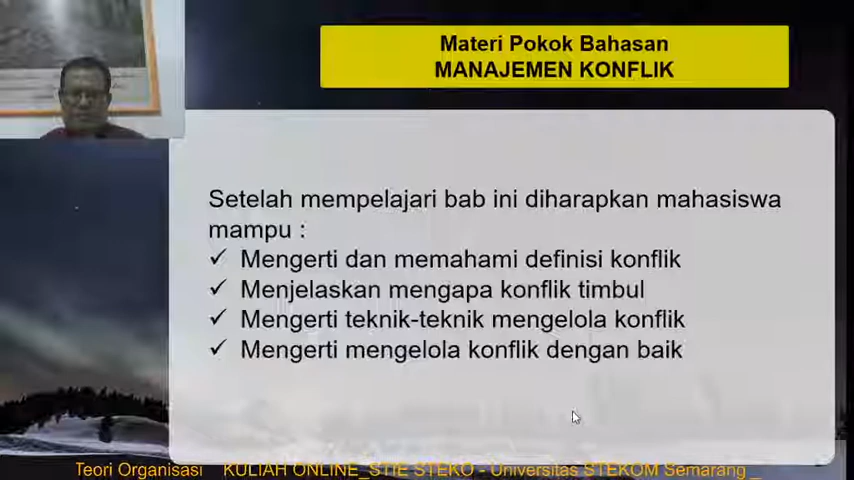 Materi Pokok Bahasan
MANAJEMEN KONFLIK
Setelah mempelajari bab ini diharapkan mahasiswa
mampu :
✓ Mengerti dan memahami definisi konflik
✓ Menjelaskan mengapa konflik timbul
✓ Mengerti teknik-teknik mengelola konflik
✓ Mengerti mengelola konflik dengan baik
Teori Organisasi KULIAH ONLINE_STIE STEKO - Universitas STEKOM Semarang _